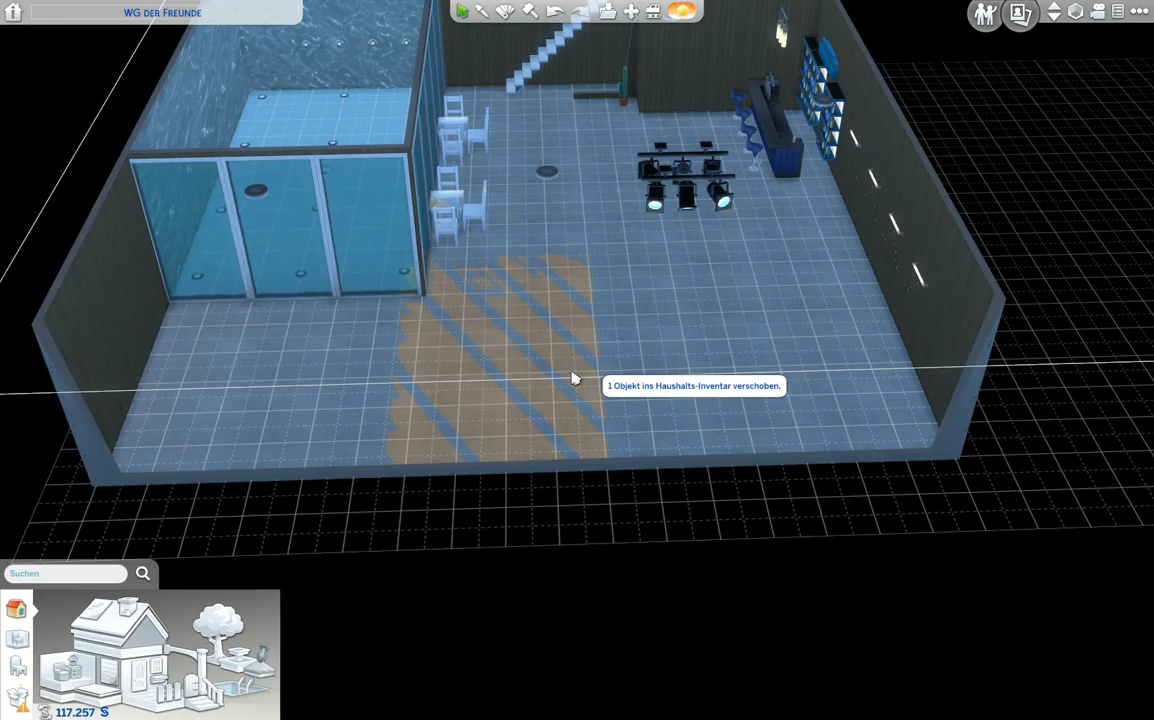 WG DER FREUNDE
1 Objekt ins Haushalts-Inventar verschoben.
Suchen
117.257 §